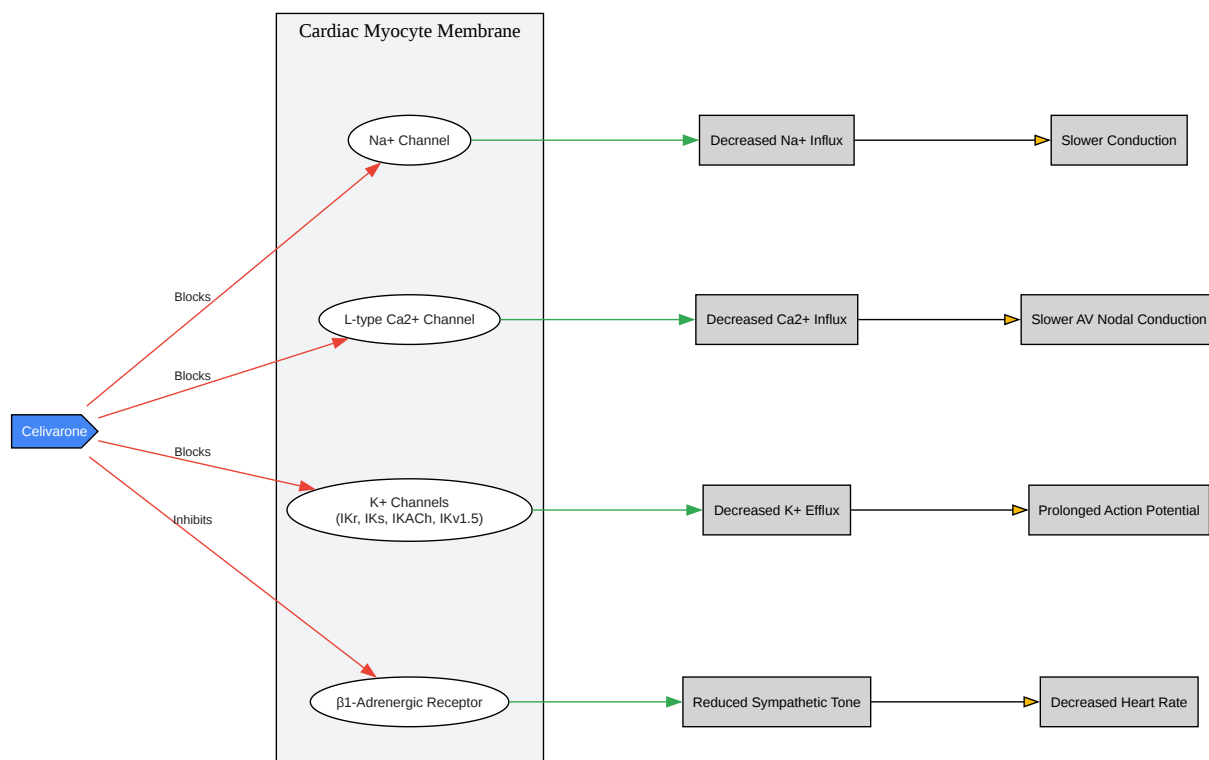 Cardiac Myocyte Membrane
Na+ Channel
Decreased Na+ Influx
Slower Conduction
Blocks
L-type Ca2+ Channel
Decreased Ca2+ Influx
Slower AV Nodal Conduction
Blocks
Celivarone
Blocks
K+ Channels
(IKr, IKs, IKACh, IKv1.5)
Decreased K+ Efflux
Prolonged Action Potential
Inhibits
β1-Adrenergic Receptor
Reduced Sympathetic Tone
Decreased Heart Rate